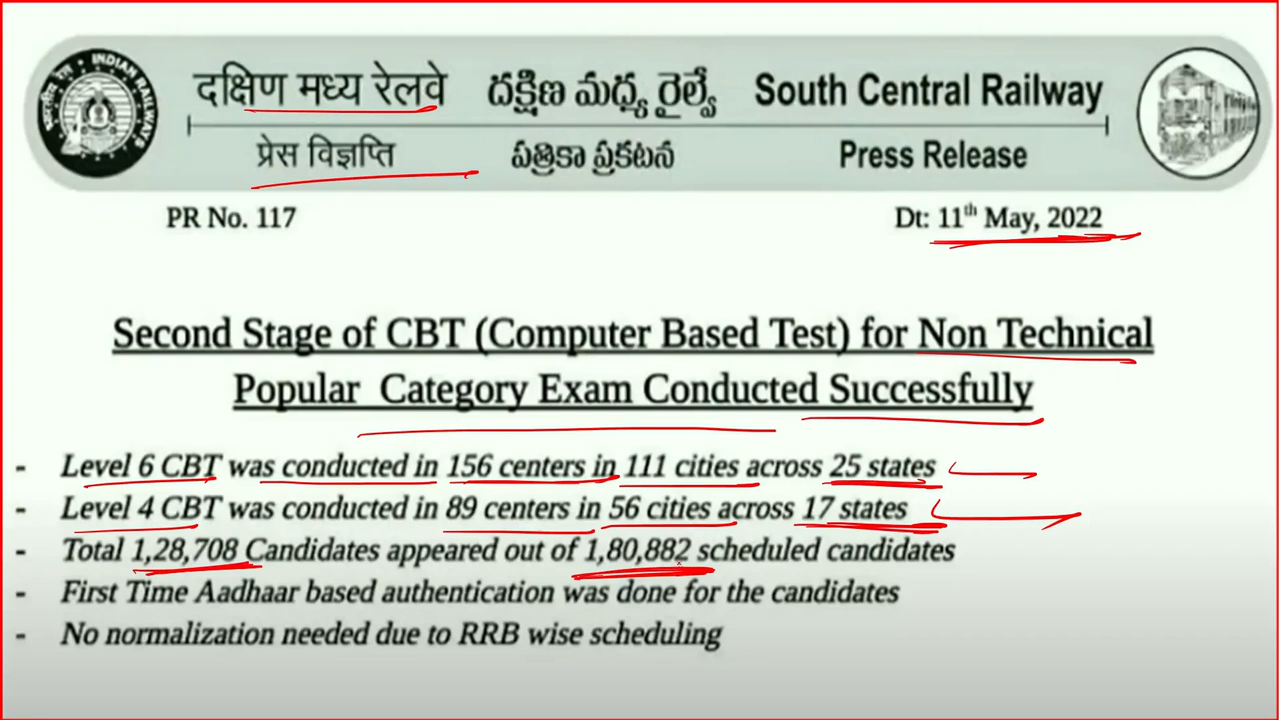 INDIAN RAILWAYS
दक्षिण मध्य रेलवे దక్షిణ మధ్య రైల్వే South Central Railway
प्रेस विज्ञप्ति పత్రికా ప్రకటన Press Release
PR No. 117 Dt: 11th May, 2022
Second Stage of CBT (Computer Based Test) for Non Technical
Popular Category Exam Conducted Successfully
- Level 6 CBT was conducted in 156 centers in 111 cities across 25 states
- Level 4 CBT was conducted in 89 centers in 56 cities across 17 states
- Total 1,28,708 Candidates appeared out of 1,80,882 scheduled candidates
- First Time Aadhaar based authentication was done for the candidates
- No normalization needed due to RRB wise scheduling